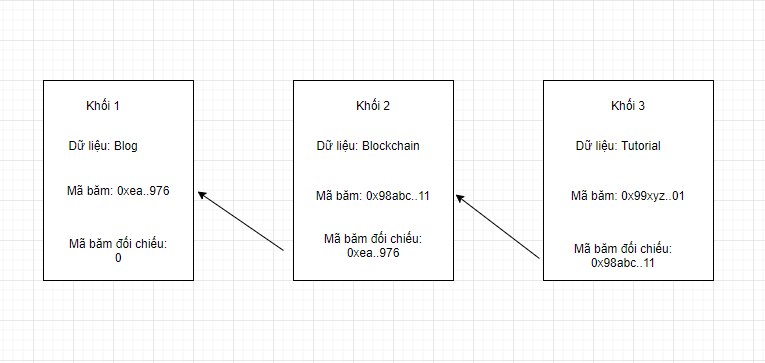 Khối 1
Dữ liệu: Blog
Mã băm: 0xea..976
Mã băm đối chiếu:
0
Khối 2
Dữ liệu: Blockchain
Mã băm: 0x98abc..11
Mã băm đối chiếu:
0xea..976
Khối 3
Dữ liệu: Tutorial
Mã băm: 0x99xyz..01
Mã băm đối chiếu:
0x98abc..11